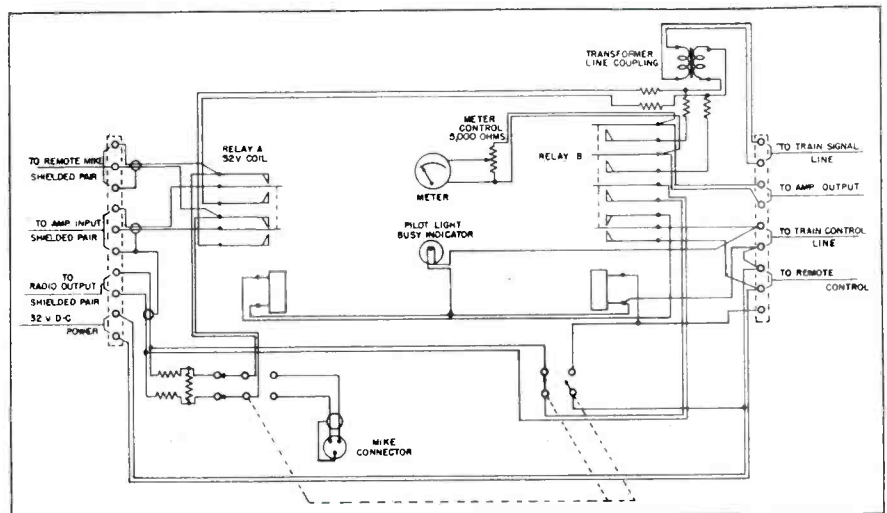 TRANSFORMER
LINE COUPLING
METER
CONTROL
5,000 OHMS
RELAY A
32V COIL
RELAY B
METER
PILOT LIGHT
BUSY INDICATOR
TO REMOTE MIKE
SHIELDED PAIR
TO AMP INPUT
SHIELDED PAIR
TO
RADIO OUTPUT
SHIELDED PAIR
32 V D-C
POWER
TO TRAIN SIGNAL
LINE
TO AMP OUTPUT
TO TRAIN CONTROL
LINE
TO REMOTE
CONTROL
MIKE
CONNECTOR